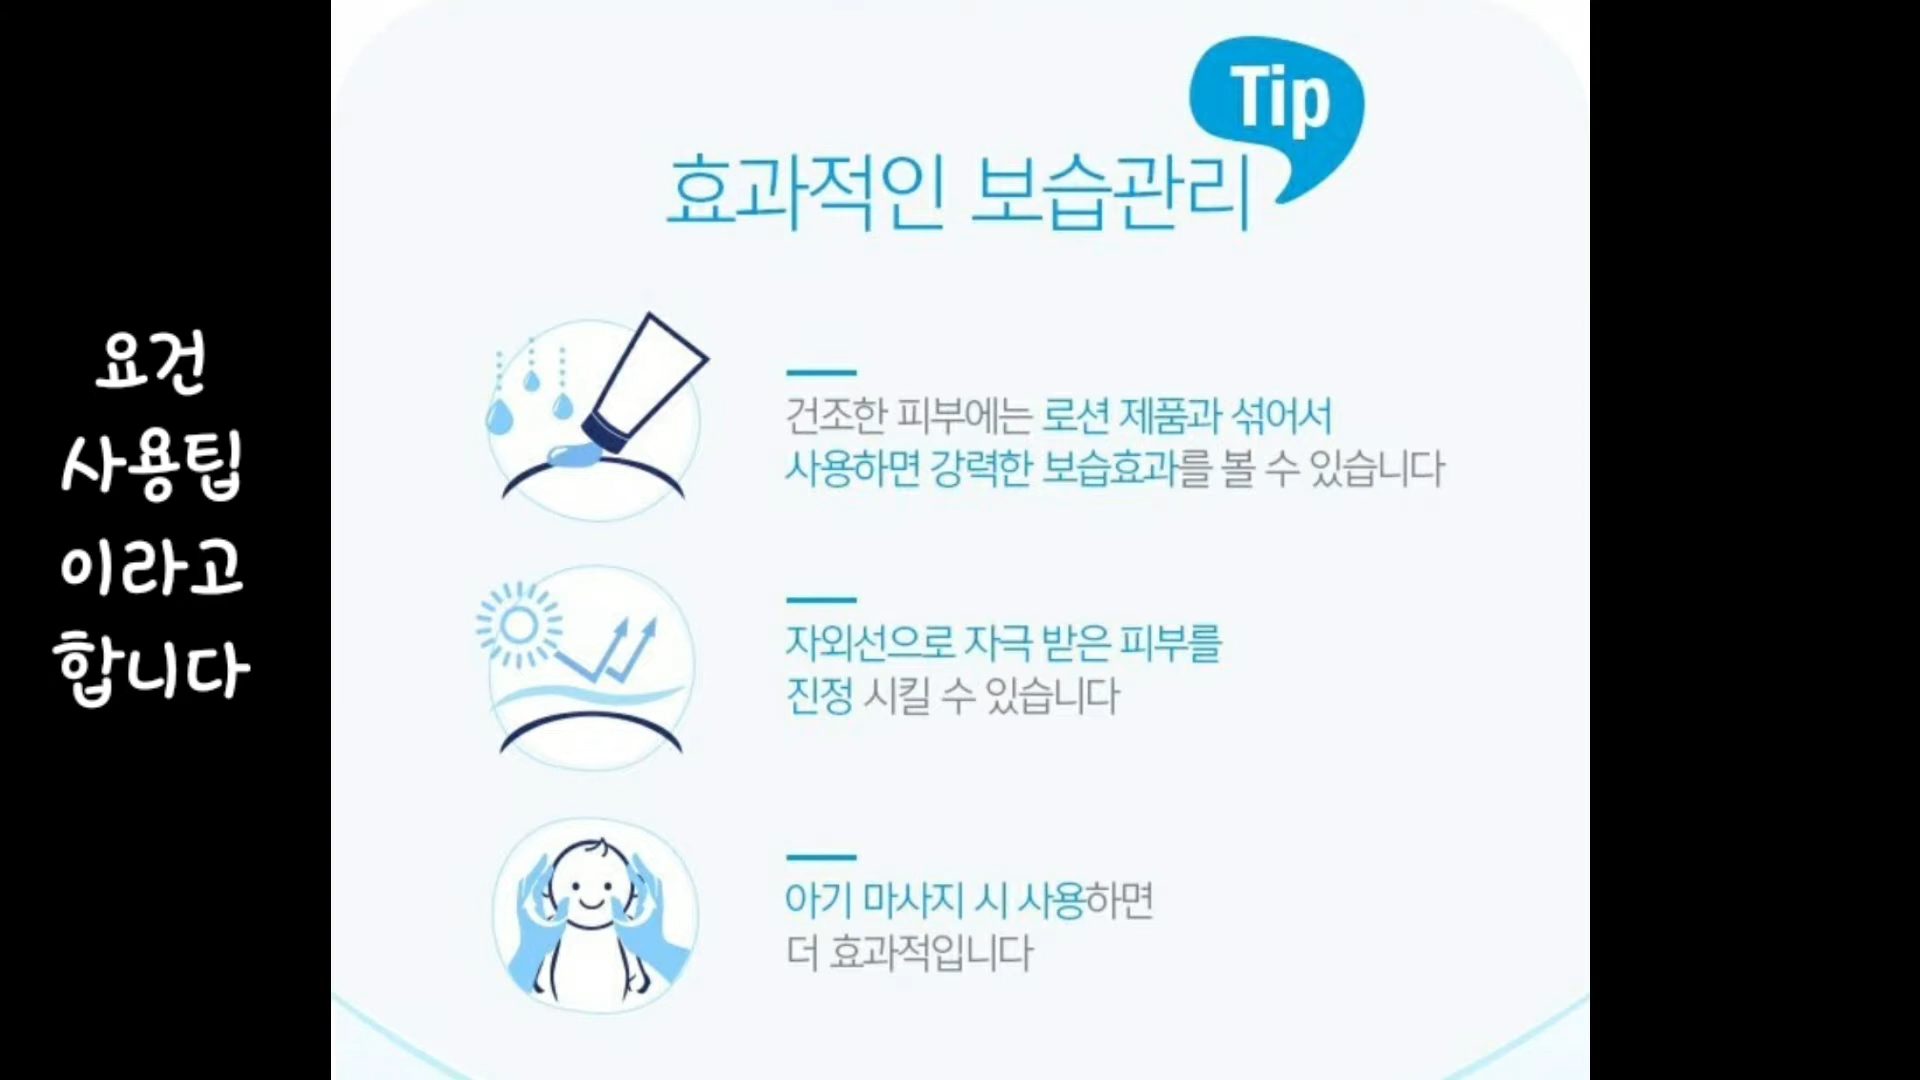 요건
사용팁
이라고
합니다
Tip
효과적인 보습관리
건조한 피부에는 로션 제품과 섞어서
사용하면 강력한 보습효과를 볼 수 있습니다
자외선으로 자극 받은 피부를
진정 시킬 수 있습니다
아기 마사지 시 사용하면
더 효과적입니다